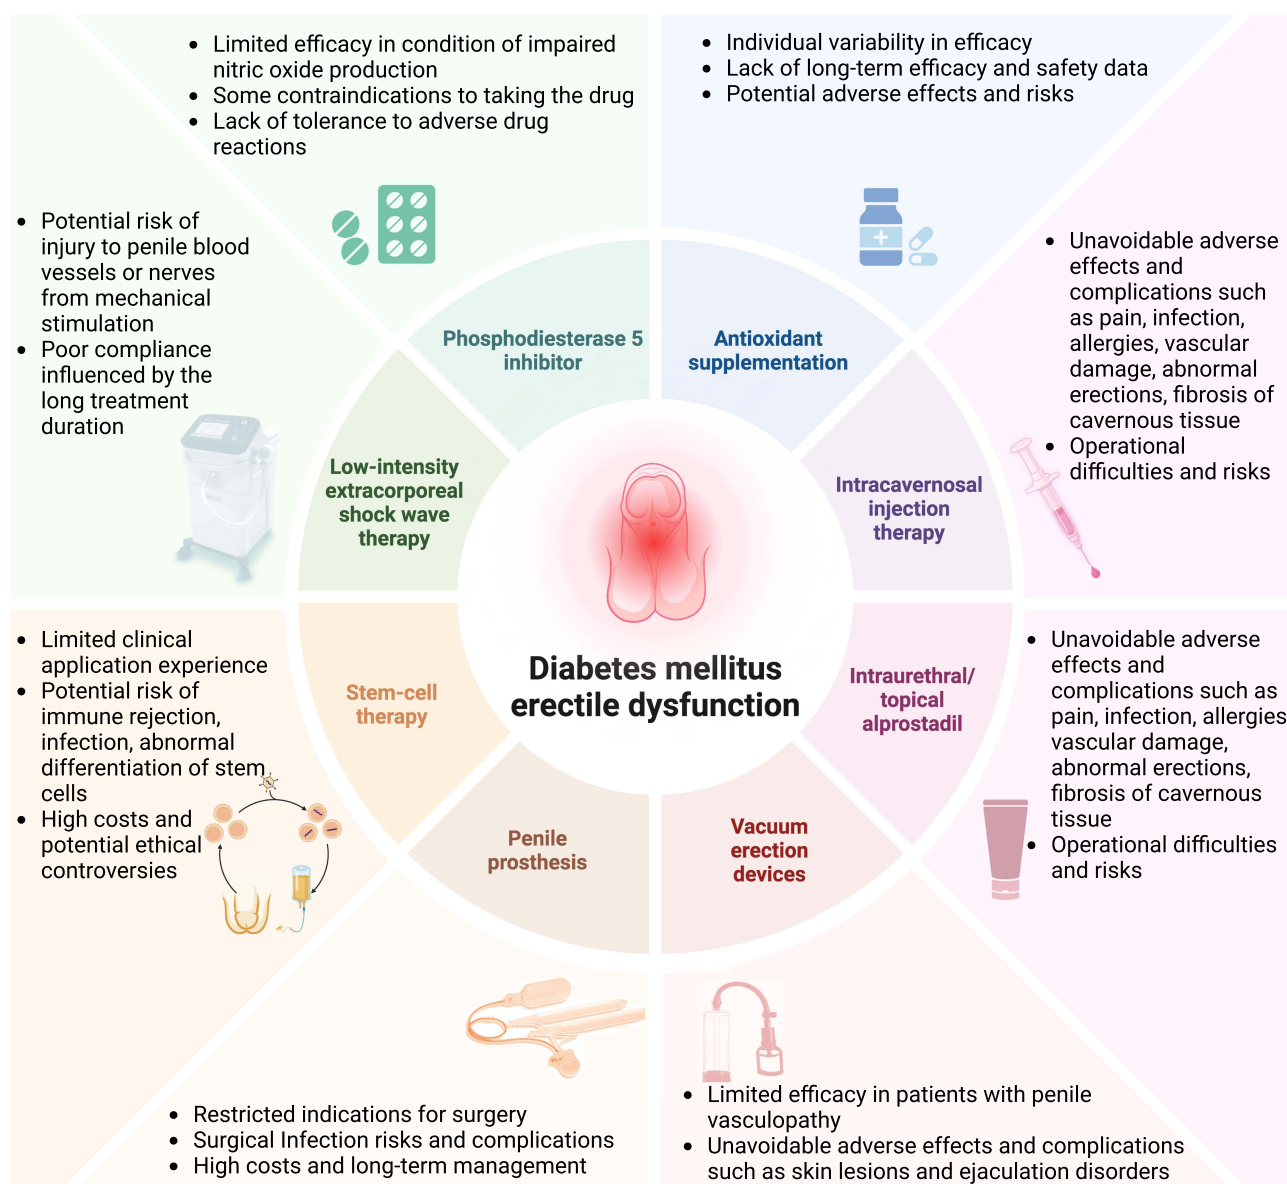 • Limited efficacy in condition of impaired
nitric oxide production
• Some contraindications to taking the drug
• Lack of tolerance to adverse drug
reactions
• Individual variability in efficacy
• Lack of long-term efficacy and safety data
• Potential adverse effects and risks
• Potential risk of
injury to penile blood
vessels or nerves
from mechanical
stimulation
• Poor compliance
influenced by the
long treatment
duration
• Unavoidable adverse
effects and
complications such
as pain, infection,
allergies, vascular
damage, abnormal
erections, fibrosis of
cavernous tissue
• Operational
difficulties and risks
Phosphodiesterase 5
inhibitor
Antioxidant
supplementation
Low-intensity
extracorporeal
shock wave
therapy
Intracavernosal
injection
therapy
Diabetes mellitus
erectile dysfunction
Stem-cell
therapy
Intraurethral/
topical
alprostadil
Penile
prosthesis
Vacuum
erection
devices
• Limited clinical
application experience
• Potential risk of
immune rejection,
infection, abnormal
differentiation of stem
cells
• High costs and
potential ethical
controversies
• Unavoidable adverse
effects and
complications such as
pain, infection, allergies
vascular damage,
abnormal erections,
fibrosis of cavernous
tissue
• Operational difficulties
and risks
• Restricted indications for surgery
• Surgical Infection risks and complications
• High costs and long-term management
• Limited efficacy in patients with penile
vasculopathy
• Unavoidable adverse effects and complications
such as skin lesions and ejaculation disorders